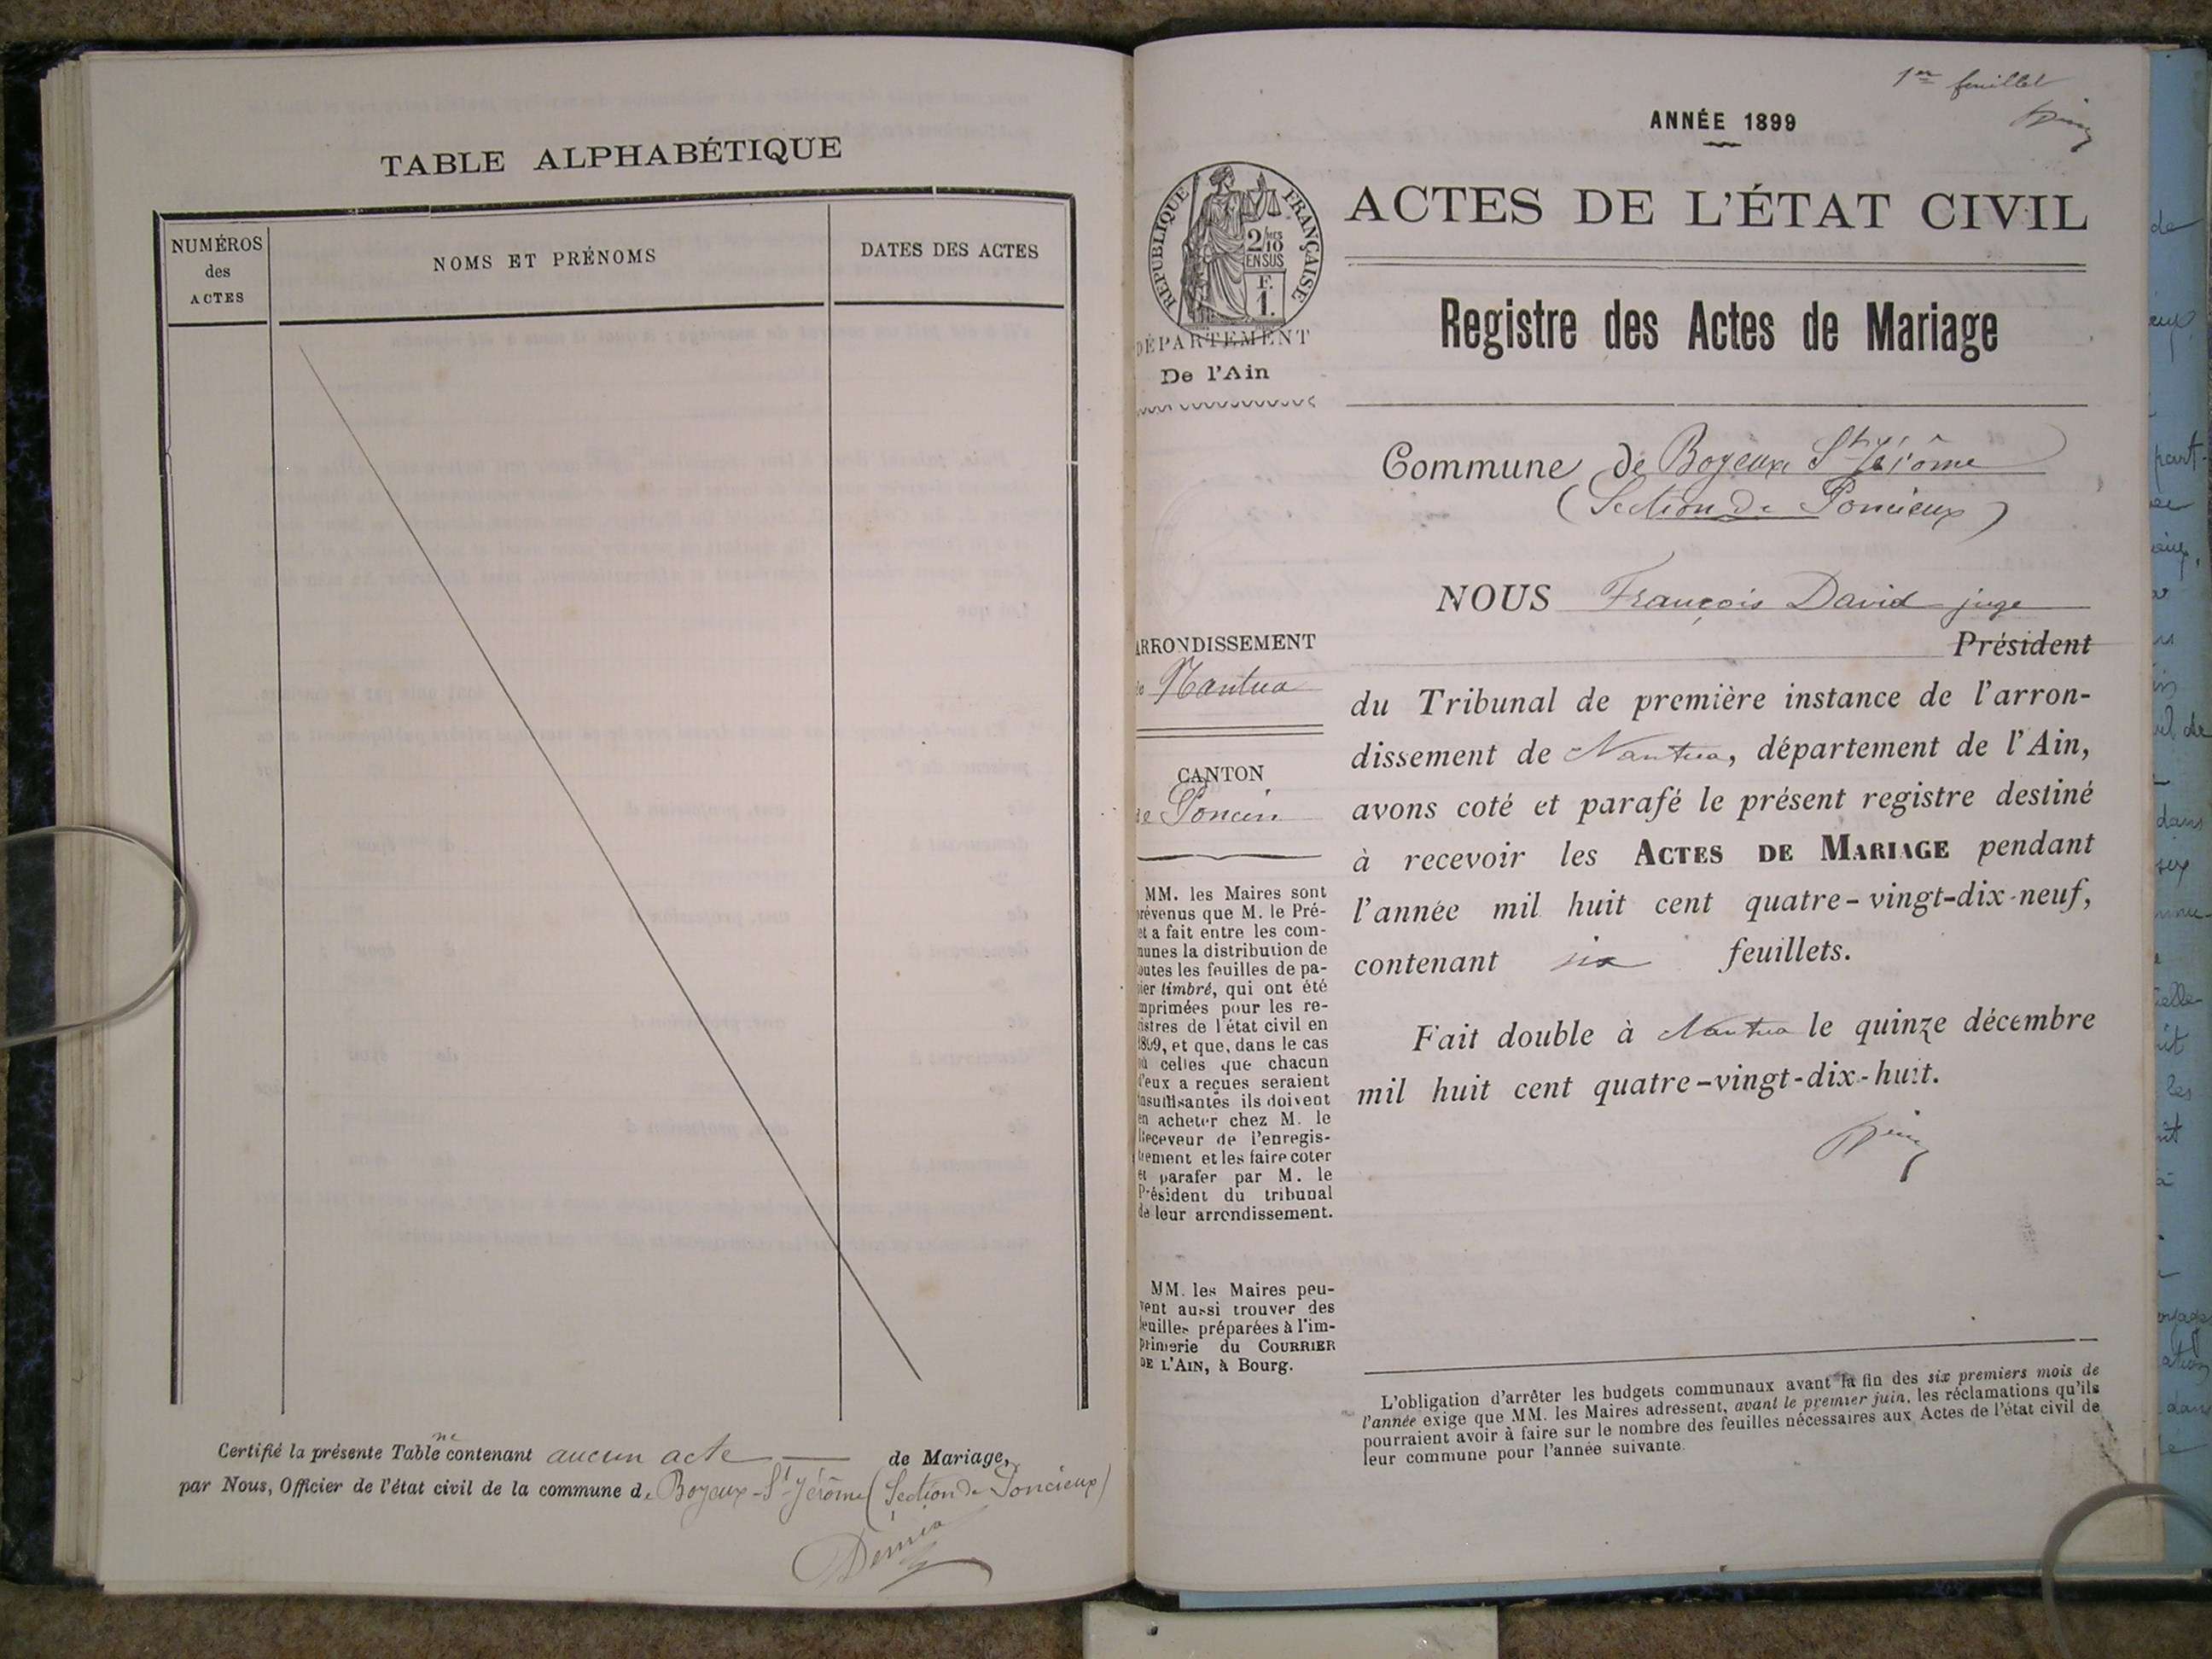 TABLE ALPHABÉTIQUE
NUMÉROS
des
ACTES
NOMS ET PRÉNOMS
DATES DES ACTES
Certifié la présente Table ne contenant aucun acte de Mariage,
par Nous, Officier de l'état civil de la commune de Boyeux-St-Jérôme (Section de Poncieux)
1er feuillet
ANNÉE 1899
RÉPUBLIQUE FRANÇAISE
2/10
EN SUS
F.
1.
DÉPARTEMENT
De l'Ain
ACTES DE L'ÉTAT CIVIL
Registre des Actes de Mariage
Commune de Boyeux St Jérôme
(Section de Poncieux)
NOUS François David juge
Président
ARRONDISSEMENT
de Nantua
CANTON
de Poncin
du Tribunal de première instance de l'arron-
dissement de Nantua, département de l'Ain,
avons coté et parafé le présent registre destiné
à recevoir les ACTES DE MARIAGE pendant
l'année mil huit cent quatre-vingt-dix-neuf,
contenant six feuillets.
Fait double à Nantua le quinze décembre
mil huit cent quatre-vingt-dix-huit.
MM. les Maires sont
prévenus que M. le Pré-
fet a fait entre les com-
munes la distribution de
toutes les feuilles de pa-
pier timbré, qui ont été
imprimées pour les re-
gistres de l'état civil en
1899, et que, dans le cas
où celles que chacun
d'eux a reçues seraient
insuffisantes ils doivent
en acheter chez M. le
Receveur de l'enregis-
trement et les faire coter
et parafer par M. le
Président du tribunal
de leur arrondissement.
MM. les Maires peu-
vent aussi trouver des
feuilles préparées à l'im-
primerie du COURRIER
DE L'AIN, à Bourg.
L'obligation d'arrêter les budgets communaux avant la fin des six premiers mois de
l'année exige que MM. les Maires adressent, avant le premier juin, les réclamations qu'ils
pourraient avoir à faire sur le nombre des feuilles nécessaires aux Actes de l'état civil de
leur commune pour l'année suivante.